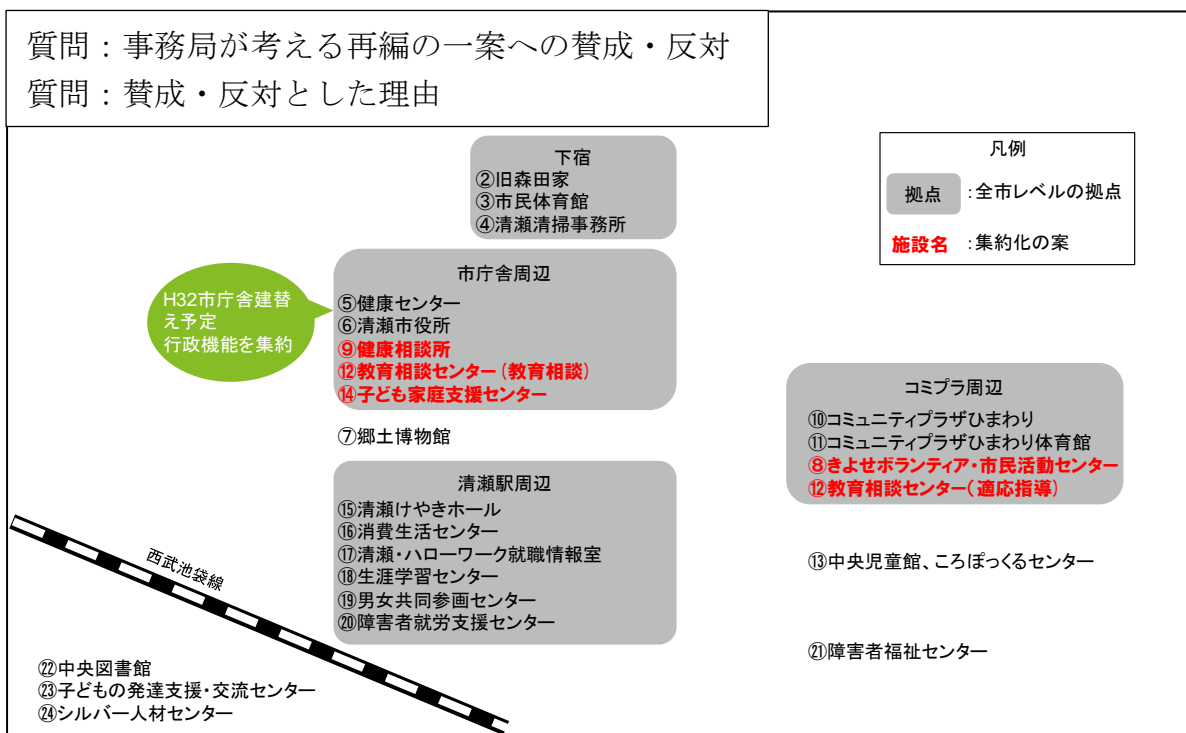 質問：事務局が考える再編の一案への賛成・反対
質問：賛成・反対とした理由
下宿
②旧森田家
③市民体育館
④清瀬清掃事務所
凡例
拠点 ：全市レベルの拠点
施設名 ：集約化の案
H32市庁舎建替
え予定
行政機能を集約
市庁舎周辺
⑤健康センター
⑥清瀬市役所
⑨健康相談所
⑫教育相談センター（教育相談）
⑭子ども家庭支援センター
⑦郷土博物館
コミプラ周辺
⑩コミュニティプラザひまわり
⑪コミュニティプラザひまわり体育館
⑧きよせボランティア・市民活動センター
⑫教育相談センター（適応指導）
清瀬駅周辺
⑮清瀬けやきホール
⑯消費生活センター
⑰清瀬・ハローワーク就職情報室
⑱生涯学習センター
⑲男女共同参画センター
⑳障害者就労支援センター
西武池袋線
⑬中央児童館、ころぽっくるセンター
㉑障害者福祉センター
㉒中央図書館
㉓子どもの発達支援・交流センター
㉔シルバー人材センター